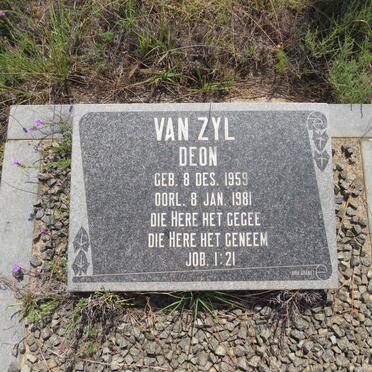 VAN ZYL
DEON
GEB. 8 DES. 1959
OORL. 8 JAN. 1981
DIE HERE HET GEGEE
DIE HERE HET GENEEM
JOB. 1:21